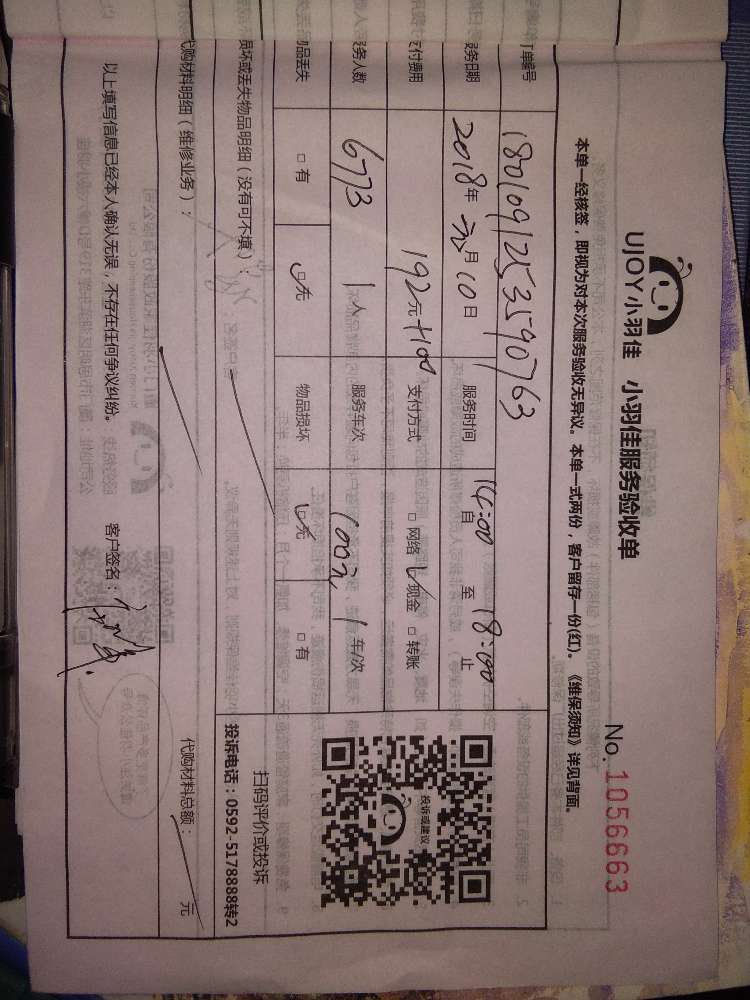 UJOY小羽佳 小羽佳服务验收单
No. 1056663
本单一经核签，即视为对本次服务验收无异议。本单一式两份，客户留存一份(红)。《维保须知》详见背面。
订单编号 1801091253590763
服务日期 2018年 元月10日 服务时间 14:00 自 至 18:00 止
支付费用 192元+100 支付方式 □ 网络 现金 □ 转账
服务人数 6773 1人 服务车次 100元 1车/次
物品丢失 □ 有 无 物品损坏 无 □ 有
损坏或丢失物品明细（没有可不填）：
代购材料明细（维修业务）：
代购材料总额： 元
以上填写信息已经本人确认无误，不存在任何争议纠纷。 客户签名：
投诉或建议
扫码评价或投诉
投诉电话：0592-5178888转2